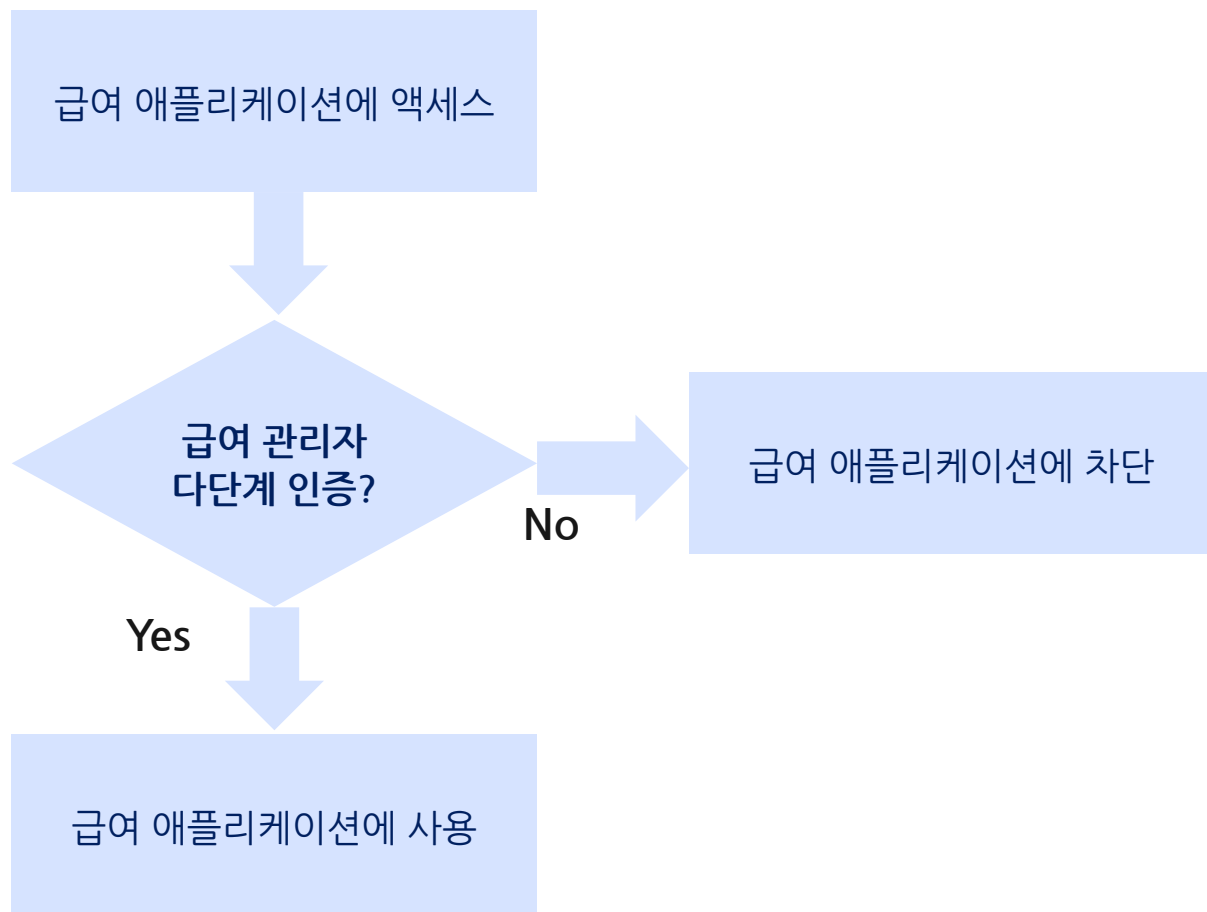 급여 애플리케이션에 액세스
급여 관리자
다단계 인증?
No
급여 애플리케이션에 차단
Yes
급여 애플리케이션에 사용